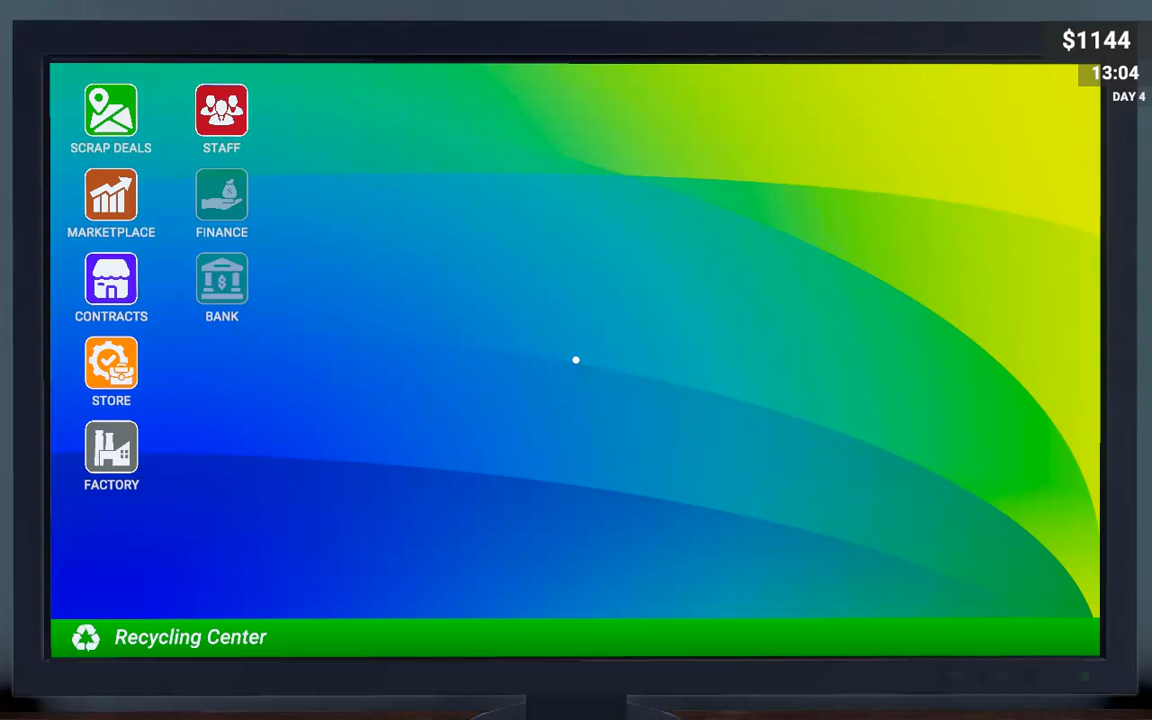 $1144
13:04
DAY 4
SCRAP DEALS
STAFF
MARKETPLACE
FINANCE
CONTRACTS
BANK
STORE
FACTORY
Recycling Center